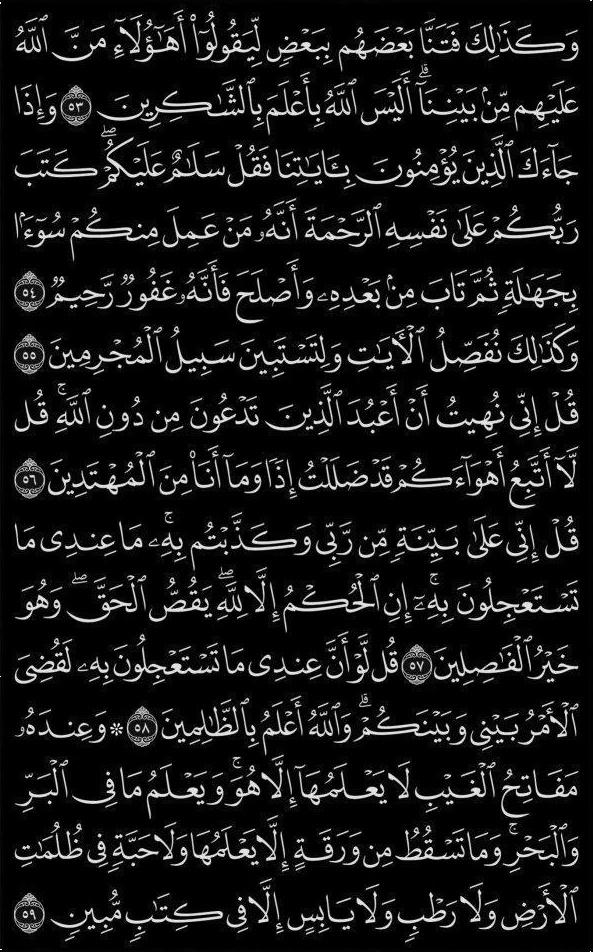 وَكَذَٰلِكَ فَتَنَّا بَعْضَهُم بِبَعْضٍ لِّيَقُولُوٓا۟ أَهَـٰٓؤُلَآءِ مَنَّ ٱللَّهُ
عَلَيْهِم مِّنۢ بَيْنِنَآ ۗ أَلَيْسَ ٱللَّهُ بِأَعْلَمَ بِٱلشَّـٰكِرِينَ ٥٣ وَإِذَا
جَآءَكَ ٱلَّذِينَ يُؤْمِنُونَ بِـَٔايَـٰتِنَا فَقُلْ سَلَـٰمٌ عَلَيْكُمْ ۖ كَتَبَ
رَبُّكُمْ عَلَىٰ نَفْسِهِ ٱلرَّحْمَةَ أَنَّهُۥ مَنْ عَمِلَ مِنكُمْ سُوٓءًۢا
بِجَهَـٰلَةٍ ثُمَّ تَابَ مِنۢ بَعْدِهِۦ وَأَصْلَحَ فَأَنَّهُۥ غَفُورٌ رَّحِيمٌ ٥٤
وَكَذَٰلِكَ نُفَصِّلُ ٱلْـَٔايَـٰتِ وَلِتَسْتَبِينَ سَبِيلُ ٱلْمُجْرِمِينَ ٥٥
قُلْ إِنِّى نُهِيتُ أَنْ أَعْبُدَ ٱلَّذِينَ تَدْعُونَ مِن دُونِ ٱللَّهِ ۚ قُل
لَّآ أَتَّبِعُ أَهْوَآءَكُمْ ۙ قَدْ ضَلَلْتُ إِذًا وَمَآ أَنَا۠ مِنَ ٱلْمُهْتَدِينَ ٥٦
قُلْ إِنِّى عَلَىٰ بَيِّنَةٍ مِّن رَّبِّى وَكَذَّبْتُم بِهِۦ ۚ مَا عِندِى مَا
تَسْتَعْجِلُونَ بِهِۦٓ ۚ إِنِ ٱلْحُكْمُ إِلَّا لِلَّهِ ۖ يَقُصُّ ٱلْحَقَّ ۖ وَهُوَ
خَيْرُ ٱلْفَـٰصِلِينَ ٥٧ قُل لَّوْ أَنَّ عِندِى مَا تَسْتَعْجِلُونَ بِهِۦ لَقُضِىَ
ٱلْأَمْرُ بَيْنِى وَبَيْنَكُمْ ۗ وَٱللَّهُ أَعْلَمُ بِٱلظَّـٰلِمِينَ ٥٨ ۞ وَعِندَهُۥ
مَفَاتِحُ ٱلْغَيْبِ لَا يَعْلَمُهَآ إِلَّا هُوَ ۚ وَيَعْلَمُ مَا فِى ٱلْبَرِّ
وَٱلْبَحْرِ ۚ وَمَا تَسْقُطُ مِن وَرَقَةٍ إِلَّا يَعْلَمُهَا وَلَا حَبَّةٍ فِى ظُلُمَـٰتِ
ٱلْأَرْضِ وَلَا رَطْبٍ وَلَا يَابِسٍ إِلَّا فِى كِتَـٰبٍ مُّبِينٍ ٥٩